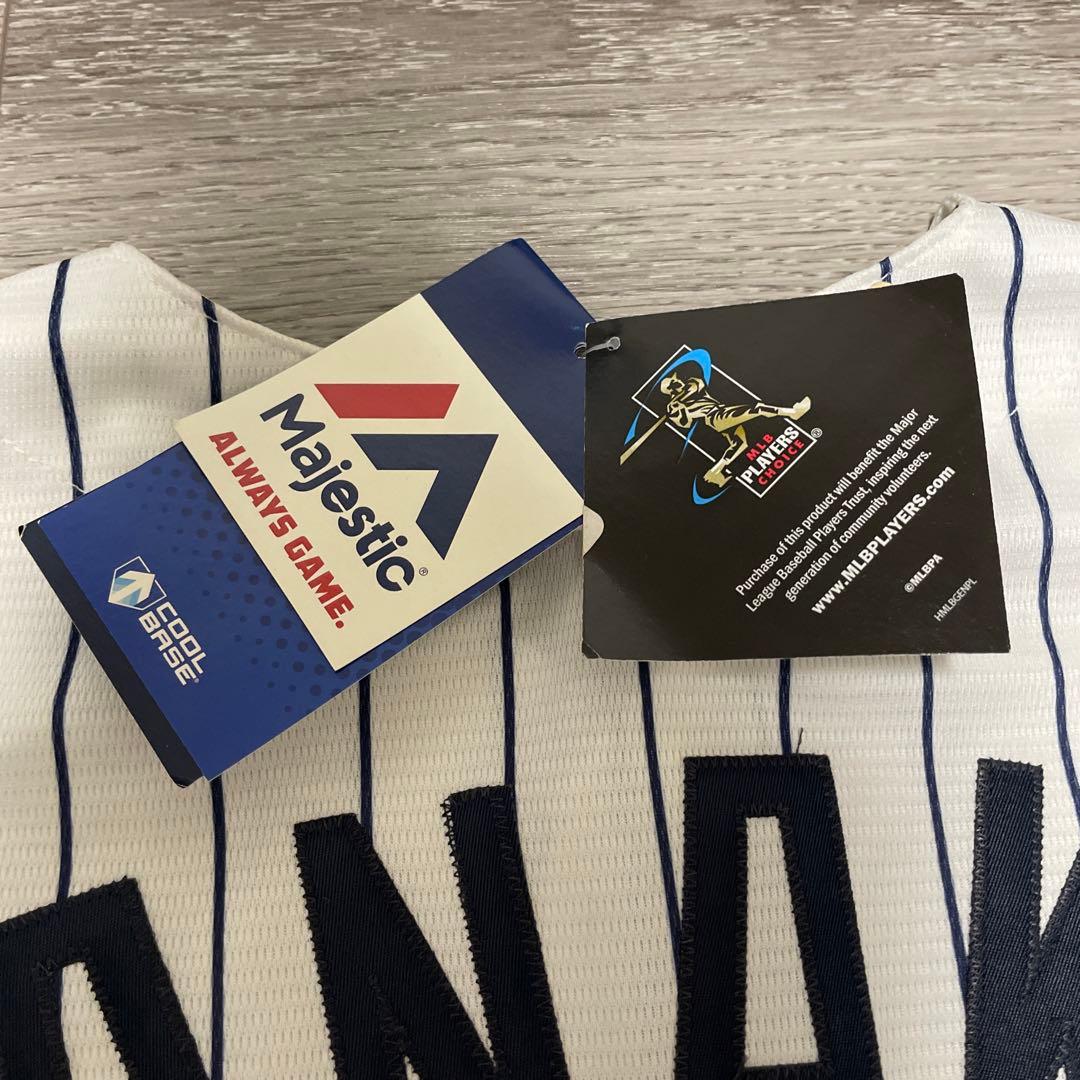 Majestic®
ALWAYS GAME.
COOL
BASE®
MLB
PLAYERS
CHOICE®
Purchase of this product will benefit the Major
League Baseball Players Trust, inspiring the next
generation of community volunteers.
www.MLBPLAYERS.com
©MLBPA
HMLBGENPL
ANAK